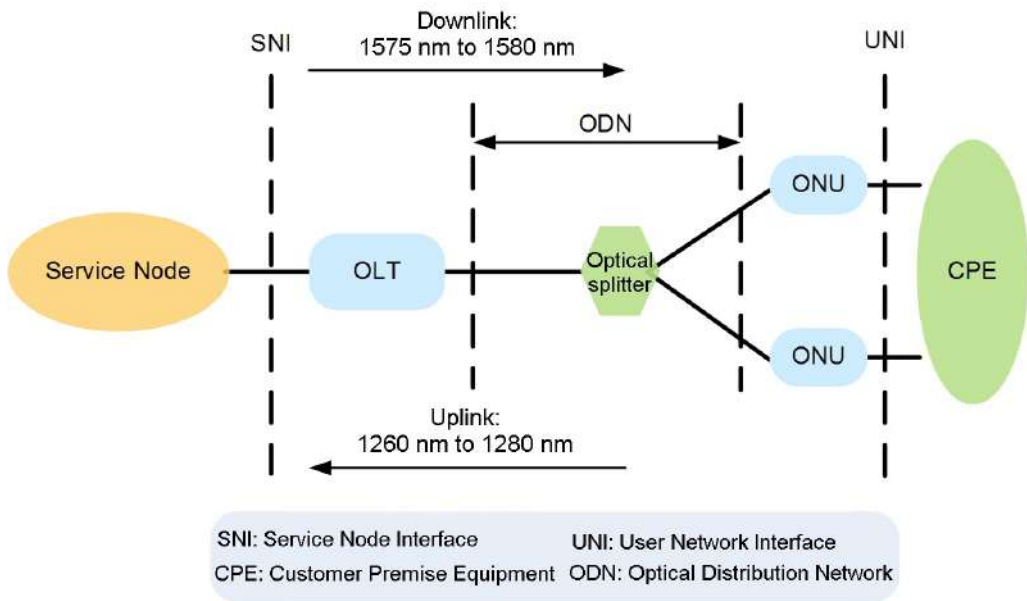 Downlink:
1575 nm to 1580 nm
SNI
UNI
ODN
ONU
Service Node
OLT
Optical
splitter
CPE
ONU
Uplink:
1260 nm to 1280 nm
SNI: Service Node Interface
UNI: User Network Interface
CPE: Customer Premise Equipment
ODN: Optical Distribution Network